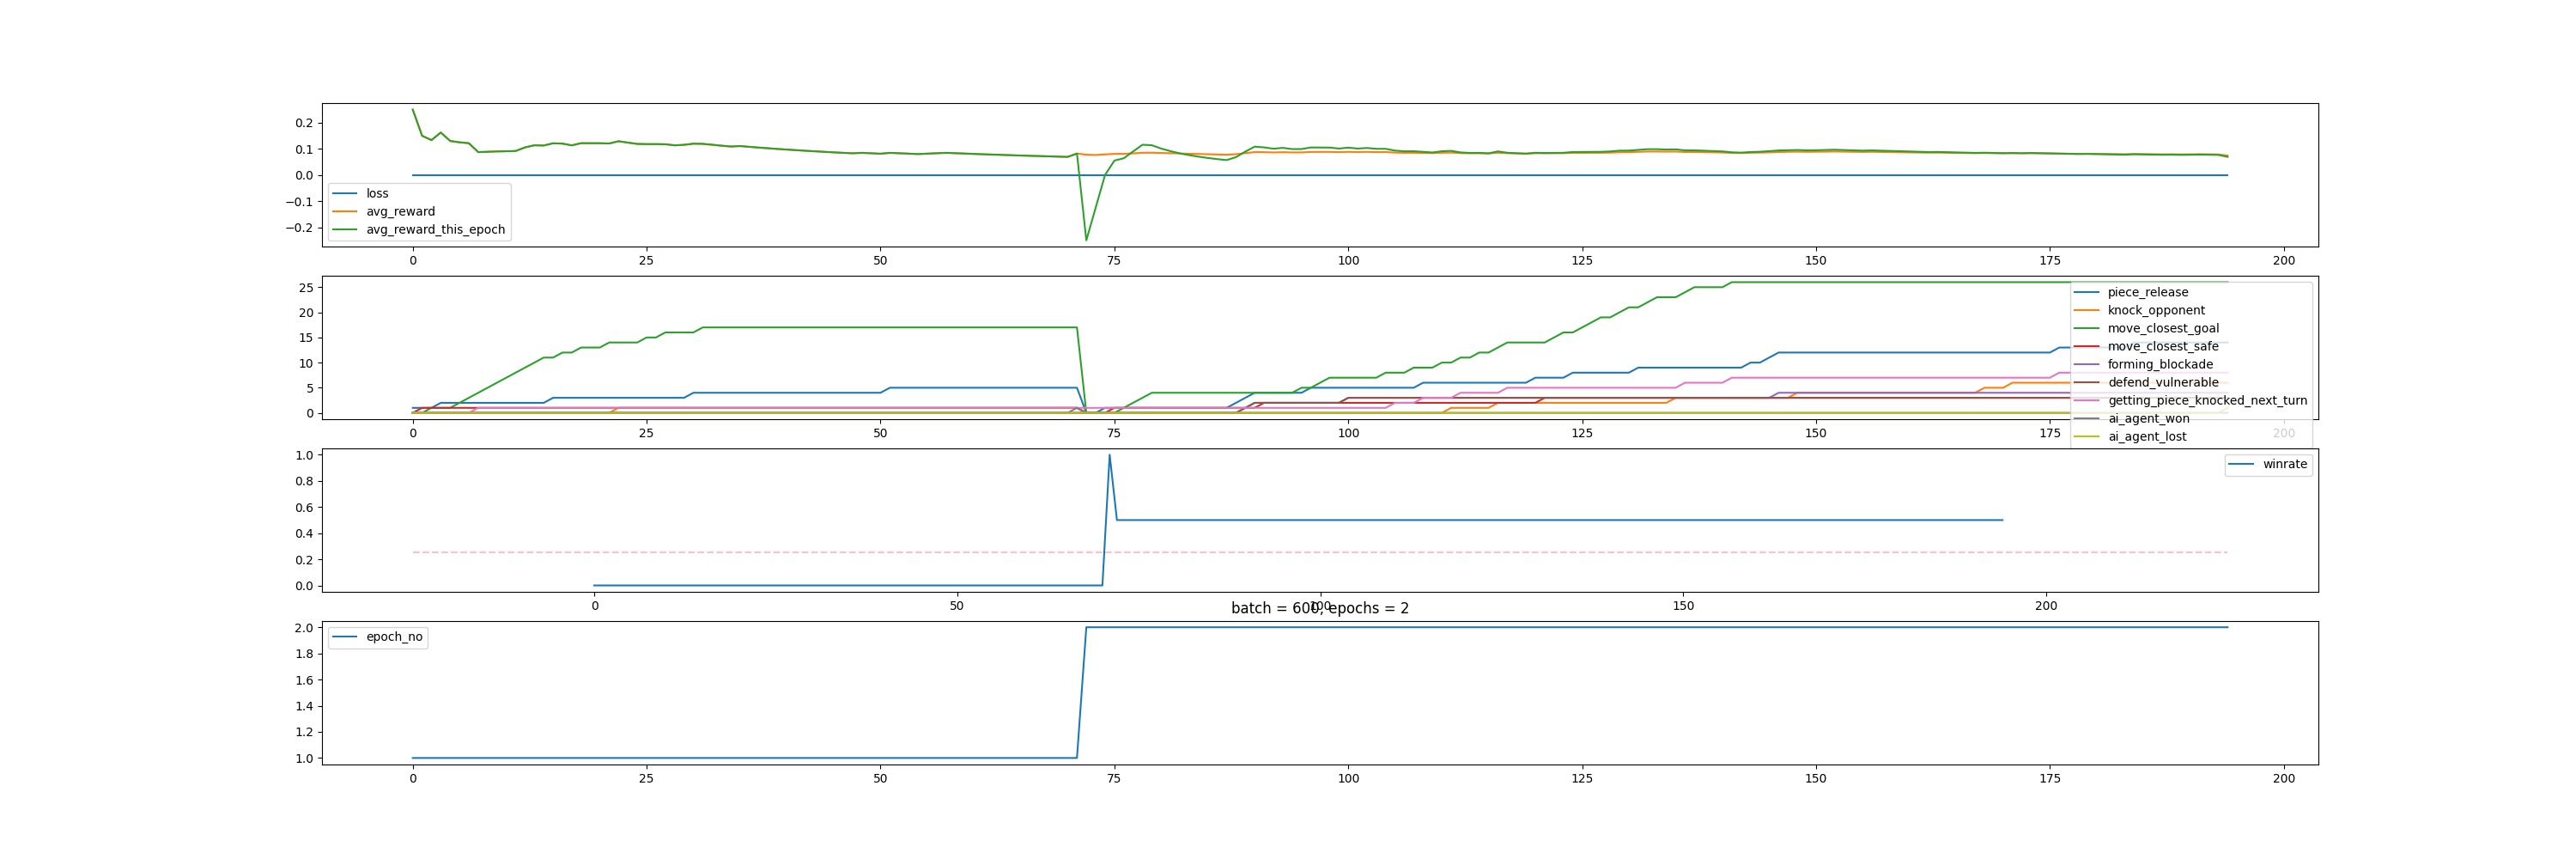 0.2
0.1
0.0
−0.1
−0.2
loss
avg_reward
avg_reward_this_epoch
0 25 50 75 100 125 150 175 200
25
20
15
10
5
0
piece_release
knock_opponent
move_closest_goal
move_closest_safe
forming_blockade
defend_vulnerable
getting_piece_knocked_next_turn
ai_agent_won
ai_agent_lost
0 25 50 75 100 125 150 175 200
1.0
0.8
0.6
0.4
0.2
0.0
winrate
0 50 100 150 200
batch = 600, epochs = 2
2.0
1.8
1.6
1.4
1.2
1.0
epoch_no
0 25 50 75 100 125 150 175 200